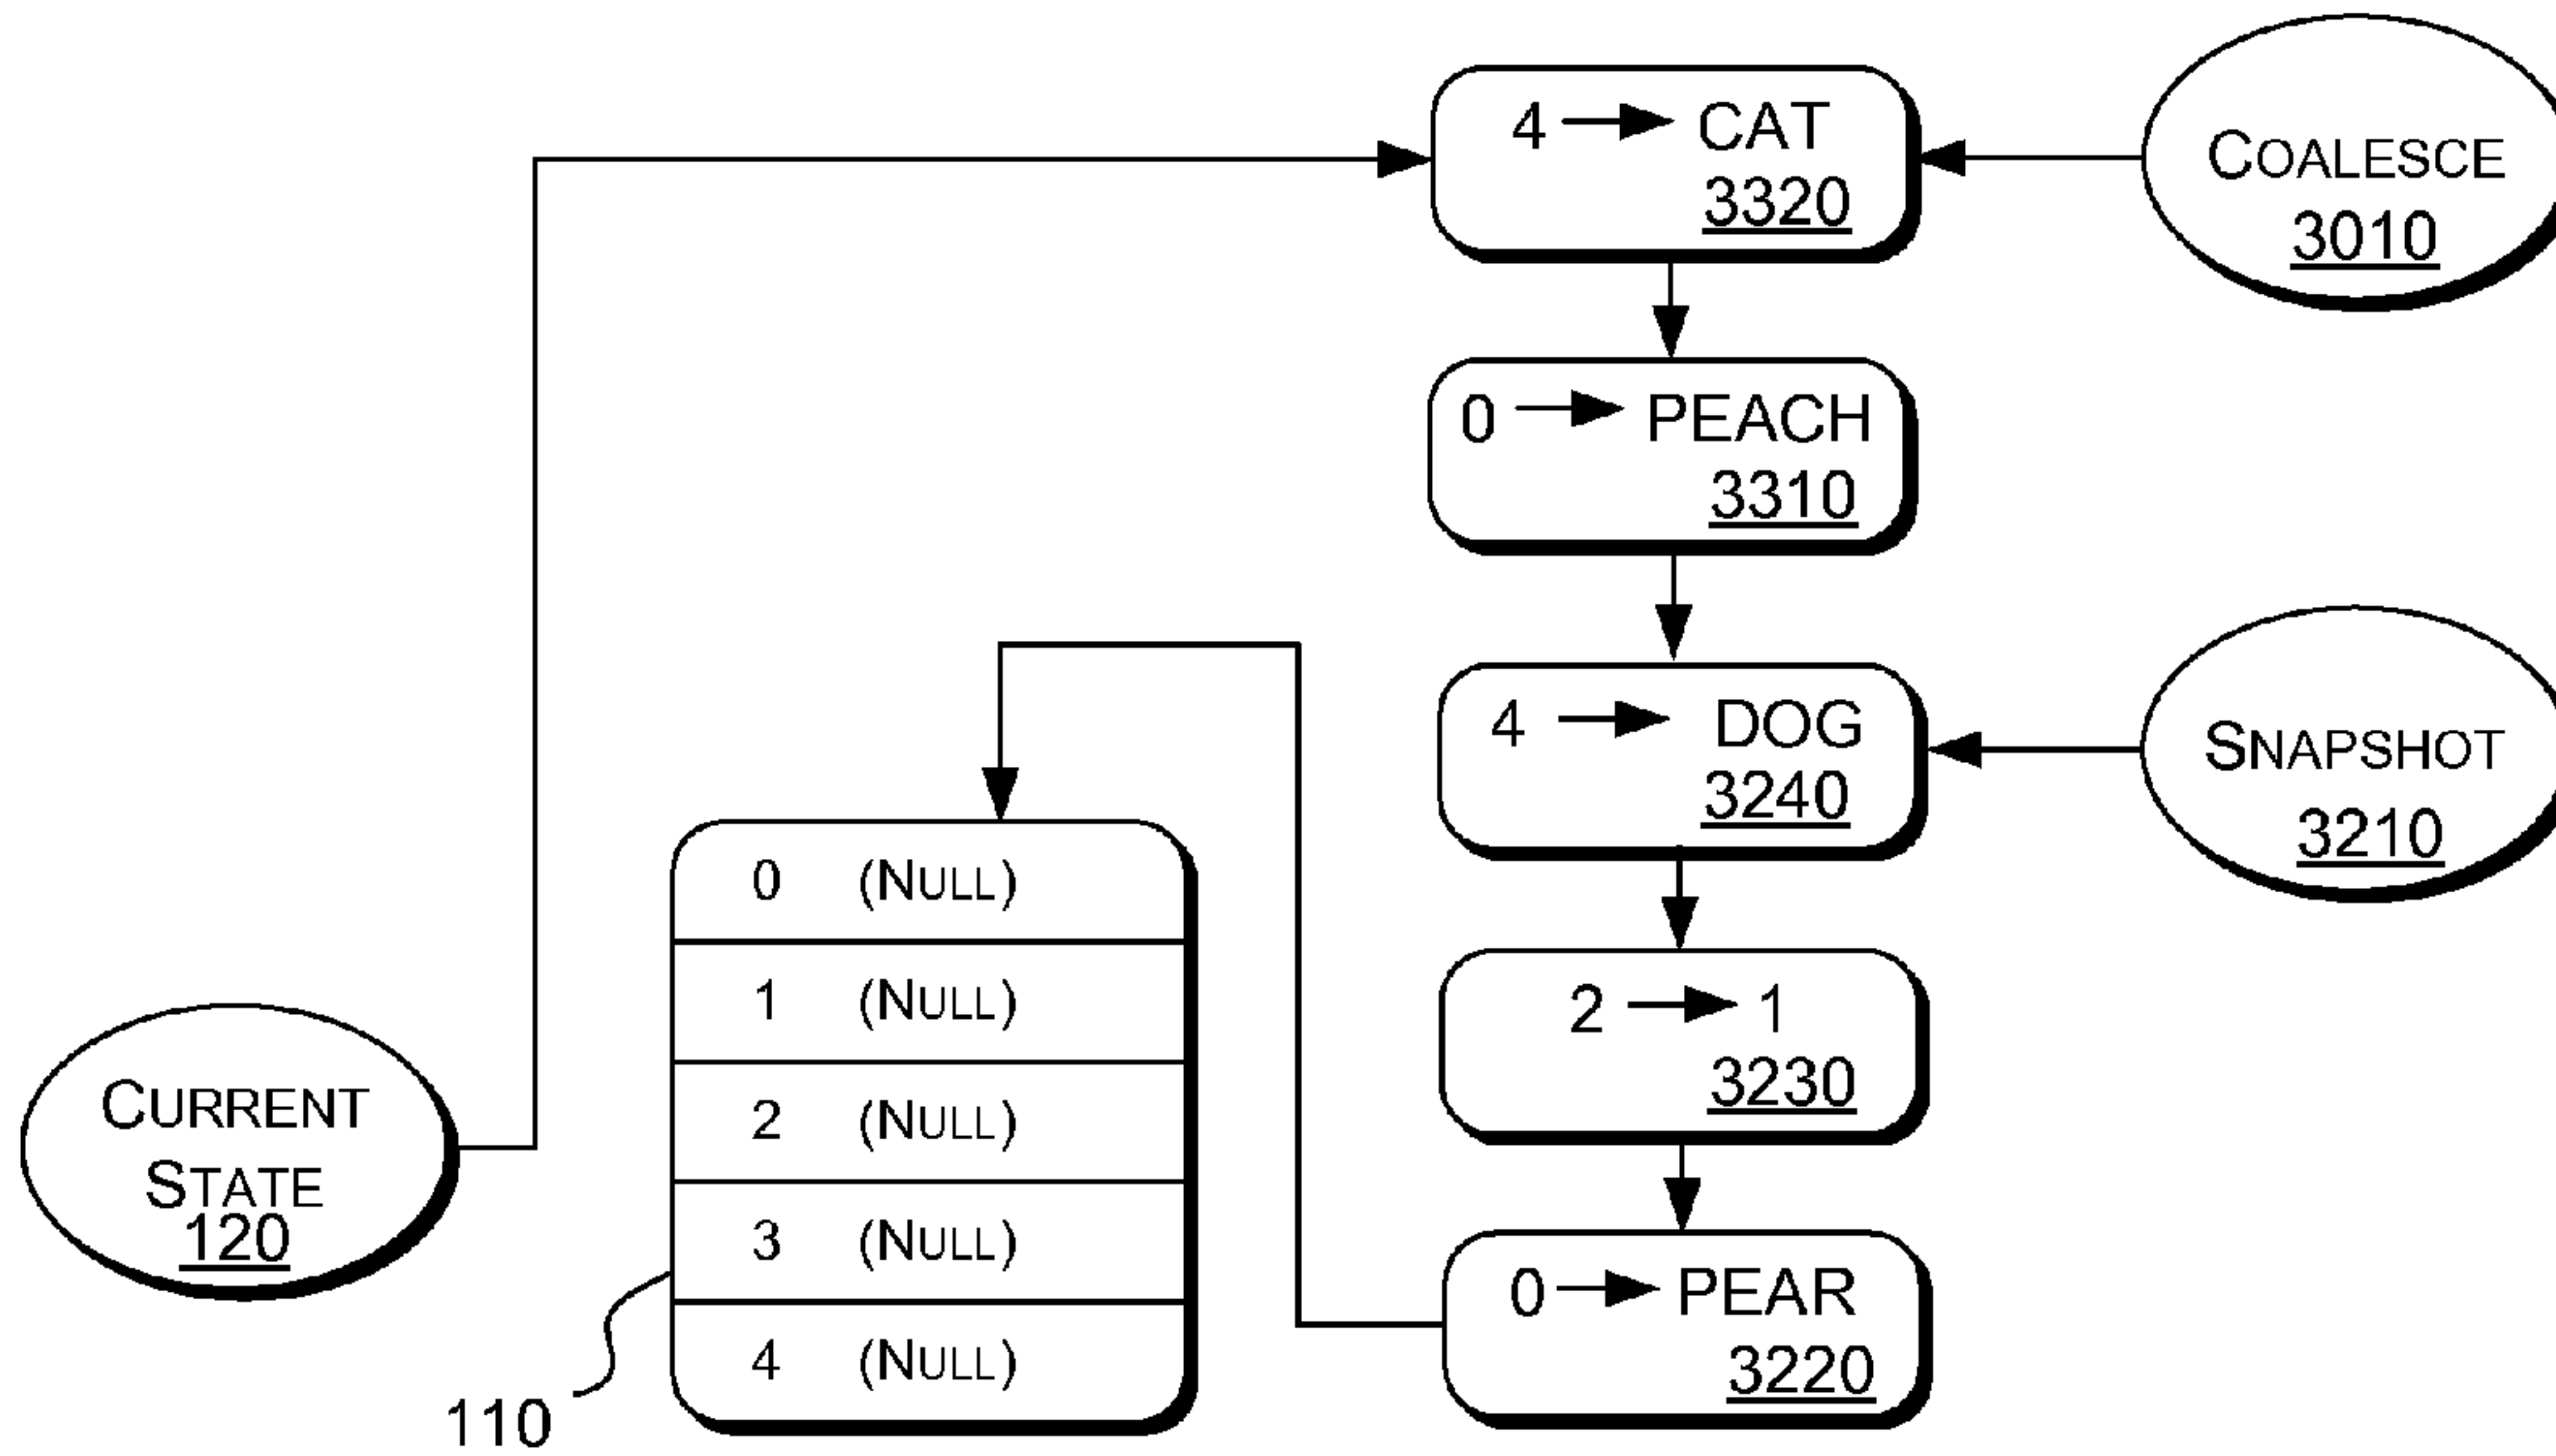 4 → CAT
3320
COALESCE
3010
0 → PEACH
3310
4 → DOG
3240
SNAPSHOT
3210
0 (NULL)
1 (NULL)
2 (NULL)
3 (NULL)
4 (NULL)
2 → 1
3230
CURRENT
STATE
120
0 → PEAR
3220
110